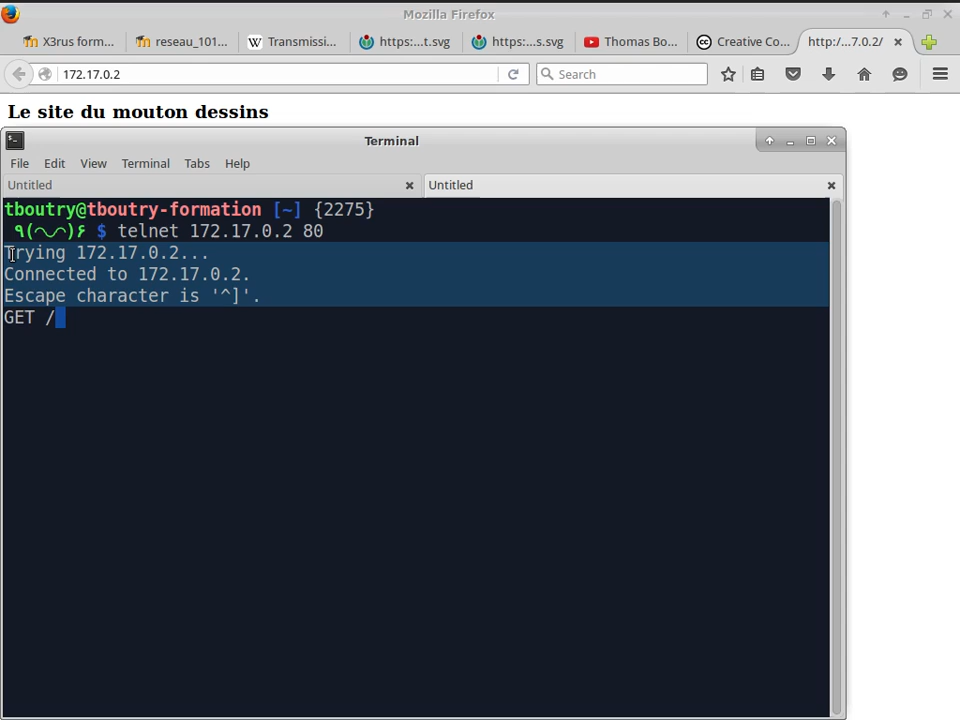 Mozilla Firefox
X3rus form...
reseau_101...
W Transmissi...
https:...t.svg
https:...s.svg
Thomas Bo...
cc Creative Co...
http:/...7.0.2/
172.17.0.2
Search
Le site du mouton dessins
Terminal
File Edit View Terminal Tabs Help
Untitled
Untitled
tboutry@tboutry-formation [~] {2275}
$ telnet 172.17.0.2 80
Trying 172.17.0.2...
Connected to 172.17.0.2.
Escape character is '^]'.
GET /